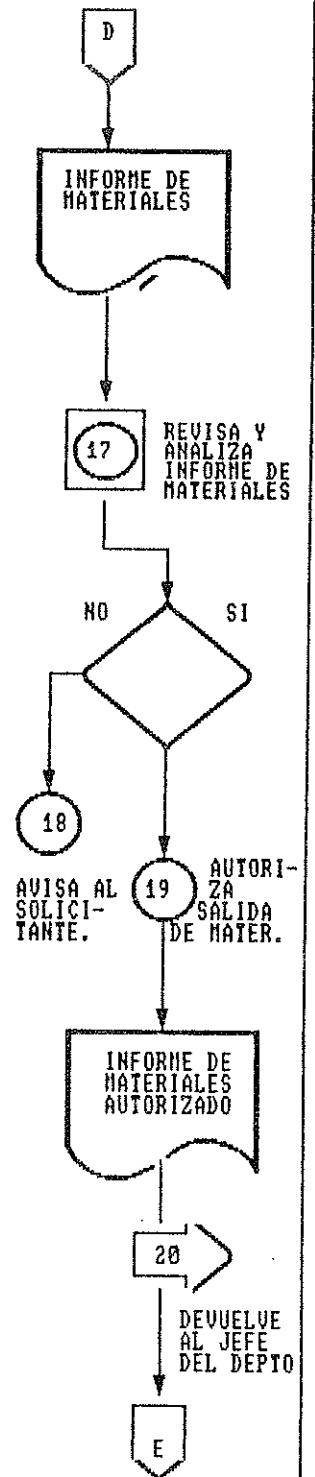 D
INFORME DE
MATERIALES
17
REVISA Y
ANALIZA
INFORME DE
MATERIALES
NO
SI
18
AVISA AL
SOLICI-
TANTE.
19
AUTORI-
ZA
SALIDA
DE MATER.
INFORME DE
MATERIALES
AUTORIZADO
20
DEVUELVE
AL JEFE
DEL DEPTO
E